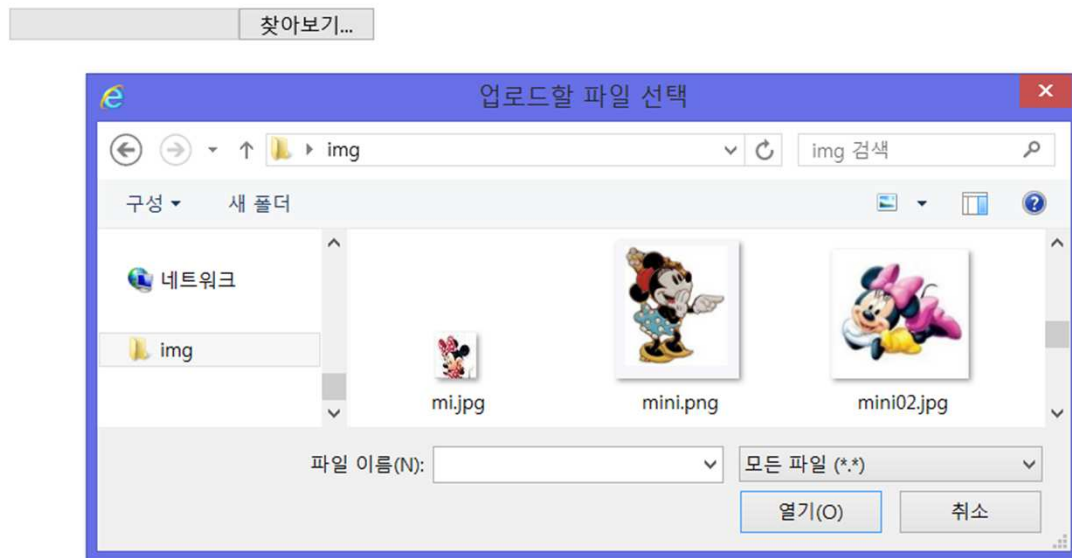 찾아보기...
업로드할 파일 선택
img
img 검색
구성
새 폴더
네트워크
img
mi.jpg
mini.png
mini02.jpg
파일 이름(N):
모든 파일 (*.*)
열기(O)
취소